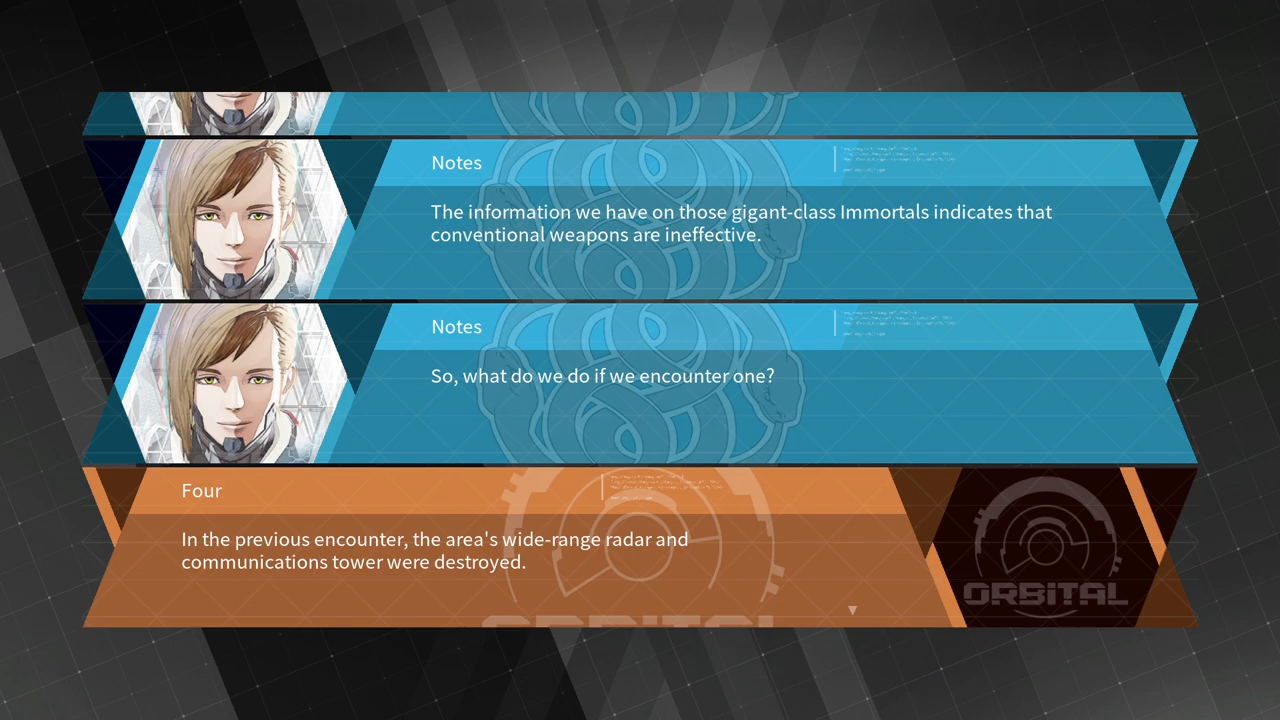 Notes
The information we have on those gigant-class Immortals indicates that
conventional weapons are ineffective.
Notes
So, what do we do if we encounter one?
Four
In the previous encounter, the area's wide-range radar and
communications tower were destroyed.
ORBITAL
ORBITAL